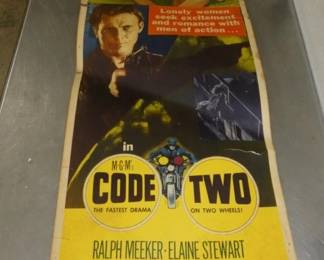 Lonely women
seek excitement
and romance with
men of action...
in
M-G-M's
CODE TWO
THE FASTEST DRAMA ON TWO WHEELS!
RALPH MEEKER · ELAINE STEWART